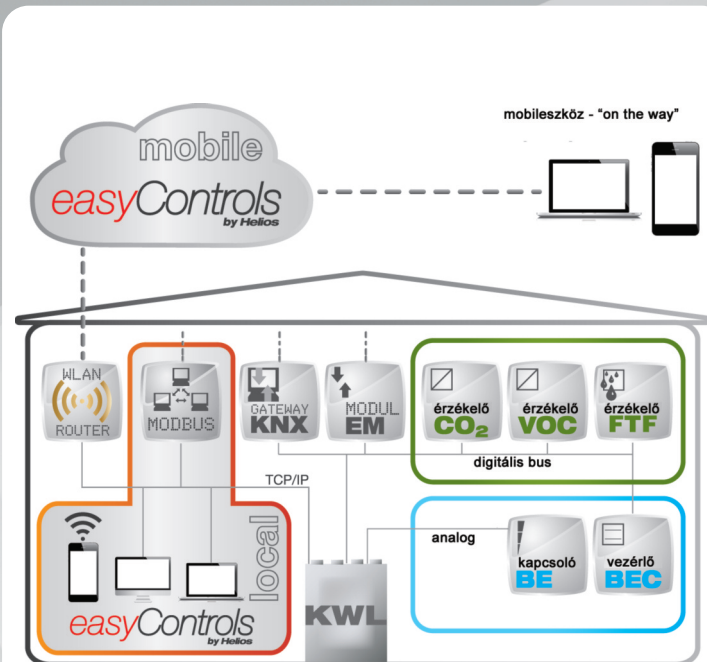 mobileszköz - "on the way"
mobile
easyControls
by Helios
WLAN
ROUTER
MODBUS
GATEWAY
KNX
MODUL
EM
érzékelő
CO₂
érzékelő
VOC
érzékelő
FTF
digitális bus
TCP/IP
analog
kapcsoló
BE
vezérlő
BEC
local
easyControls
by Helios
KWL